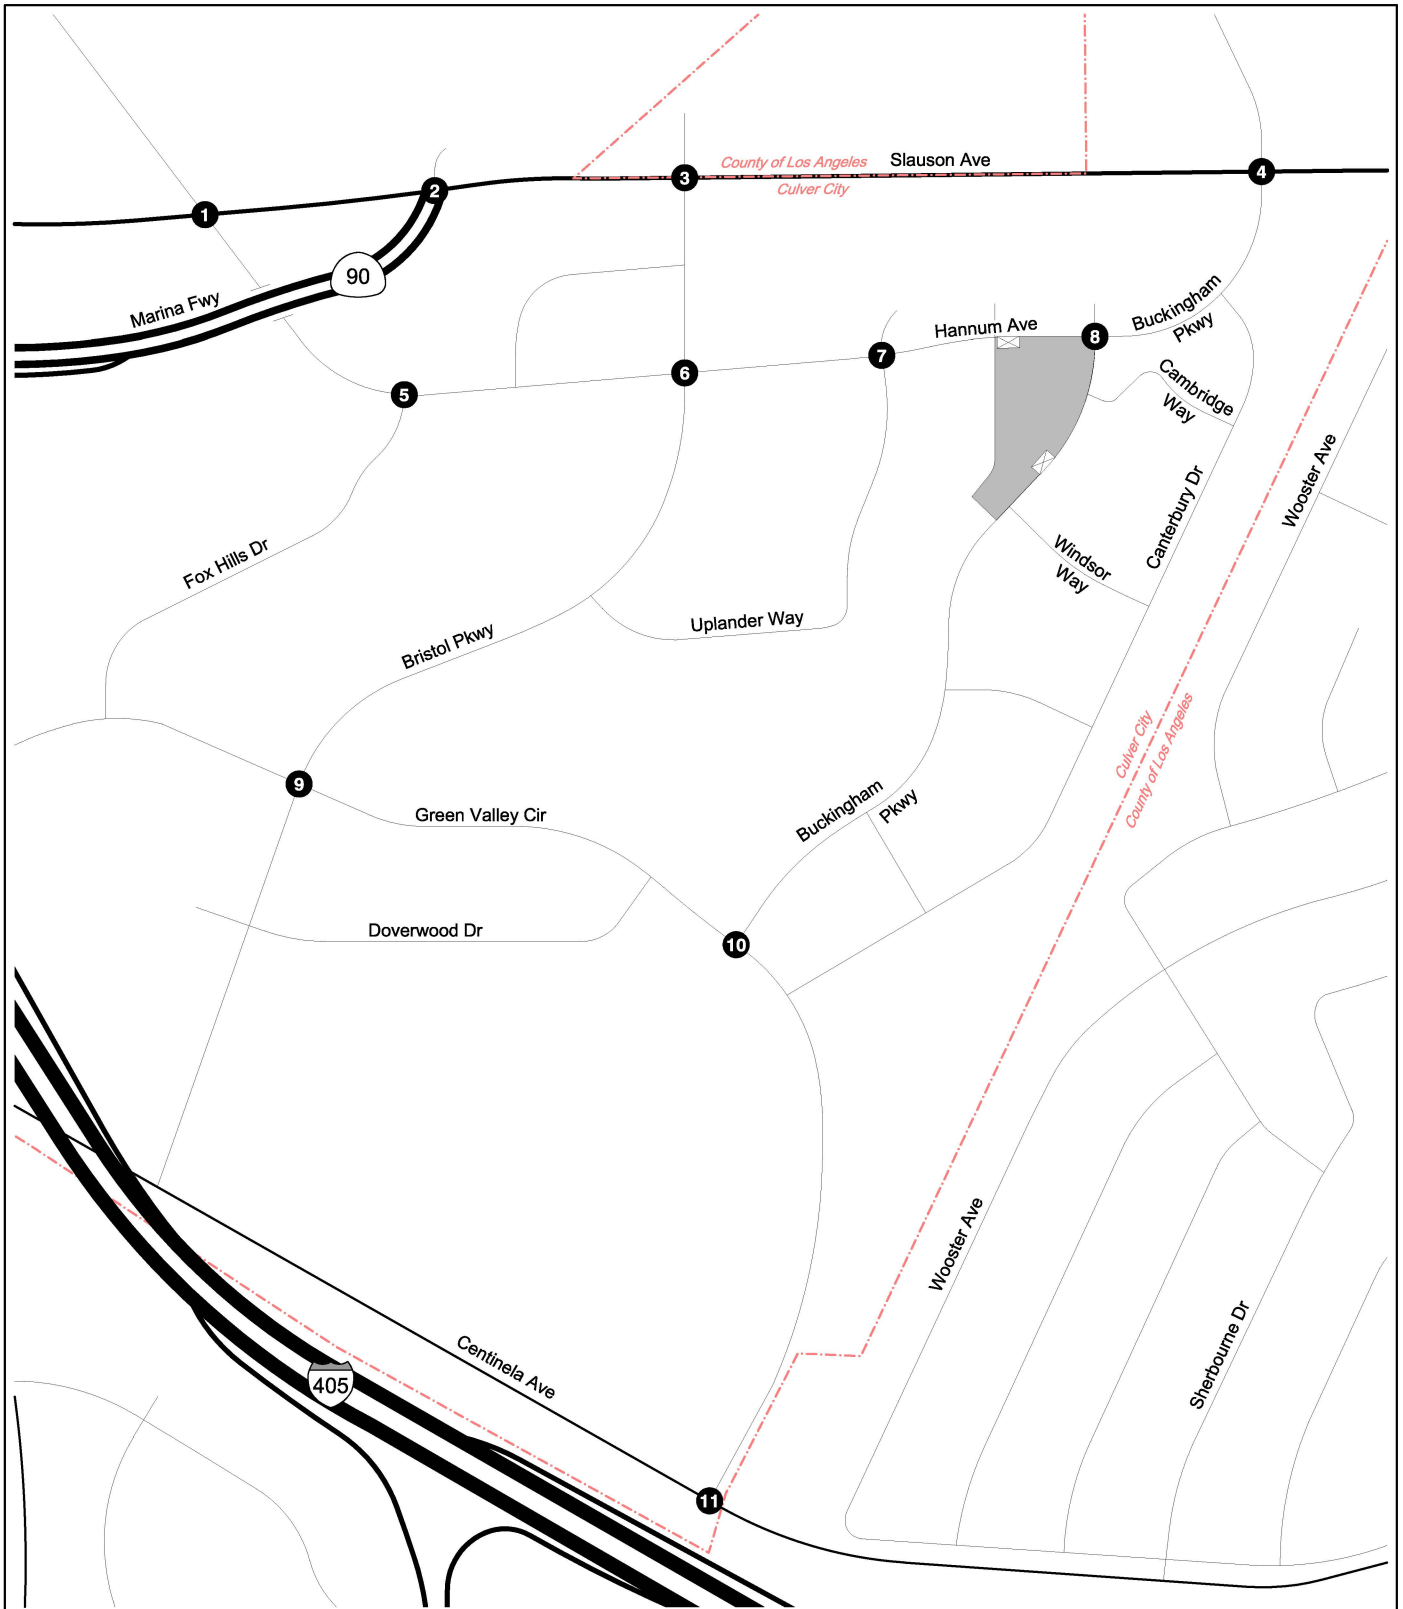 County of Los Angeles
Slauson Ave
Culver City
3
4
2
1
90
Marina Fwy
Buckingham
Pkwy
Hannum Ave
8
7
6
5
Cambridge
Way
Wooster Ave
Canterbury Dr
Windsor
Way
Fox Hills Dr
Uplander Way
Bristol Pkwy
Culver City
County of Los Angeles
9
Green Valley Cir
Buckingham
Pkwy
Doverwood Dr
10
Wooster Ave
Sherbourne Dr
Centinela Ave
405
11